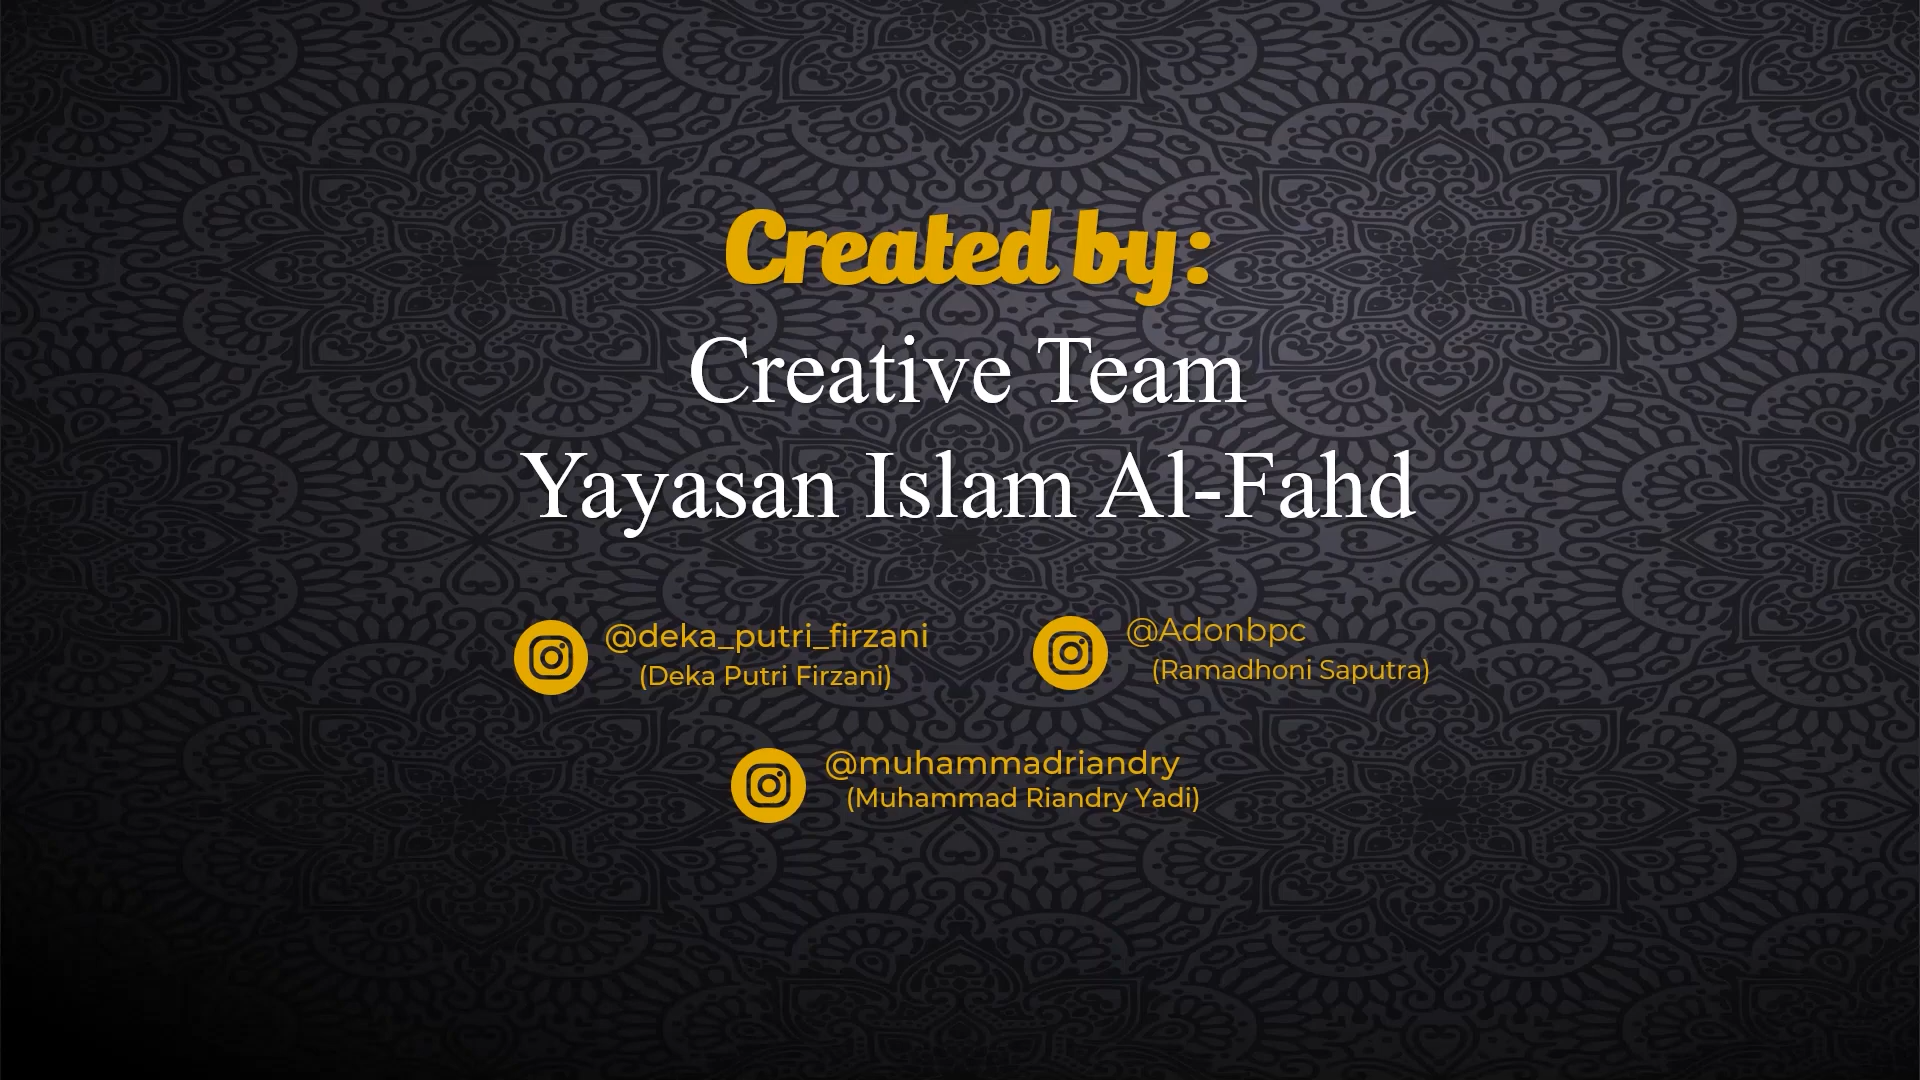 Created by:
Creative Team
Yayasan Islam Al-Fahd
@deka_putri_firzani
(Deka Putri Firzani)
@Adonbpc
(Ramadhoni Saputra)
@muhammadriandry
(Muhammad Riandry Yadi)